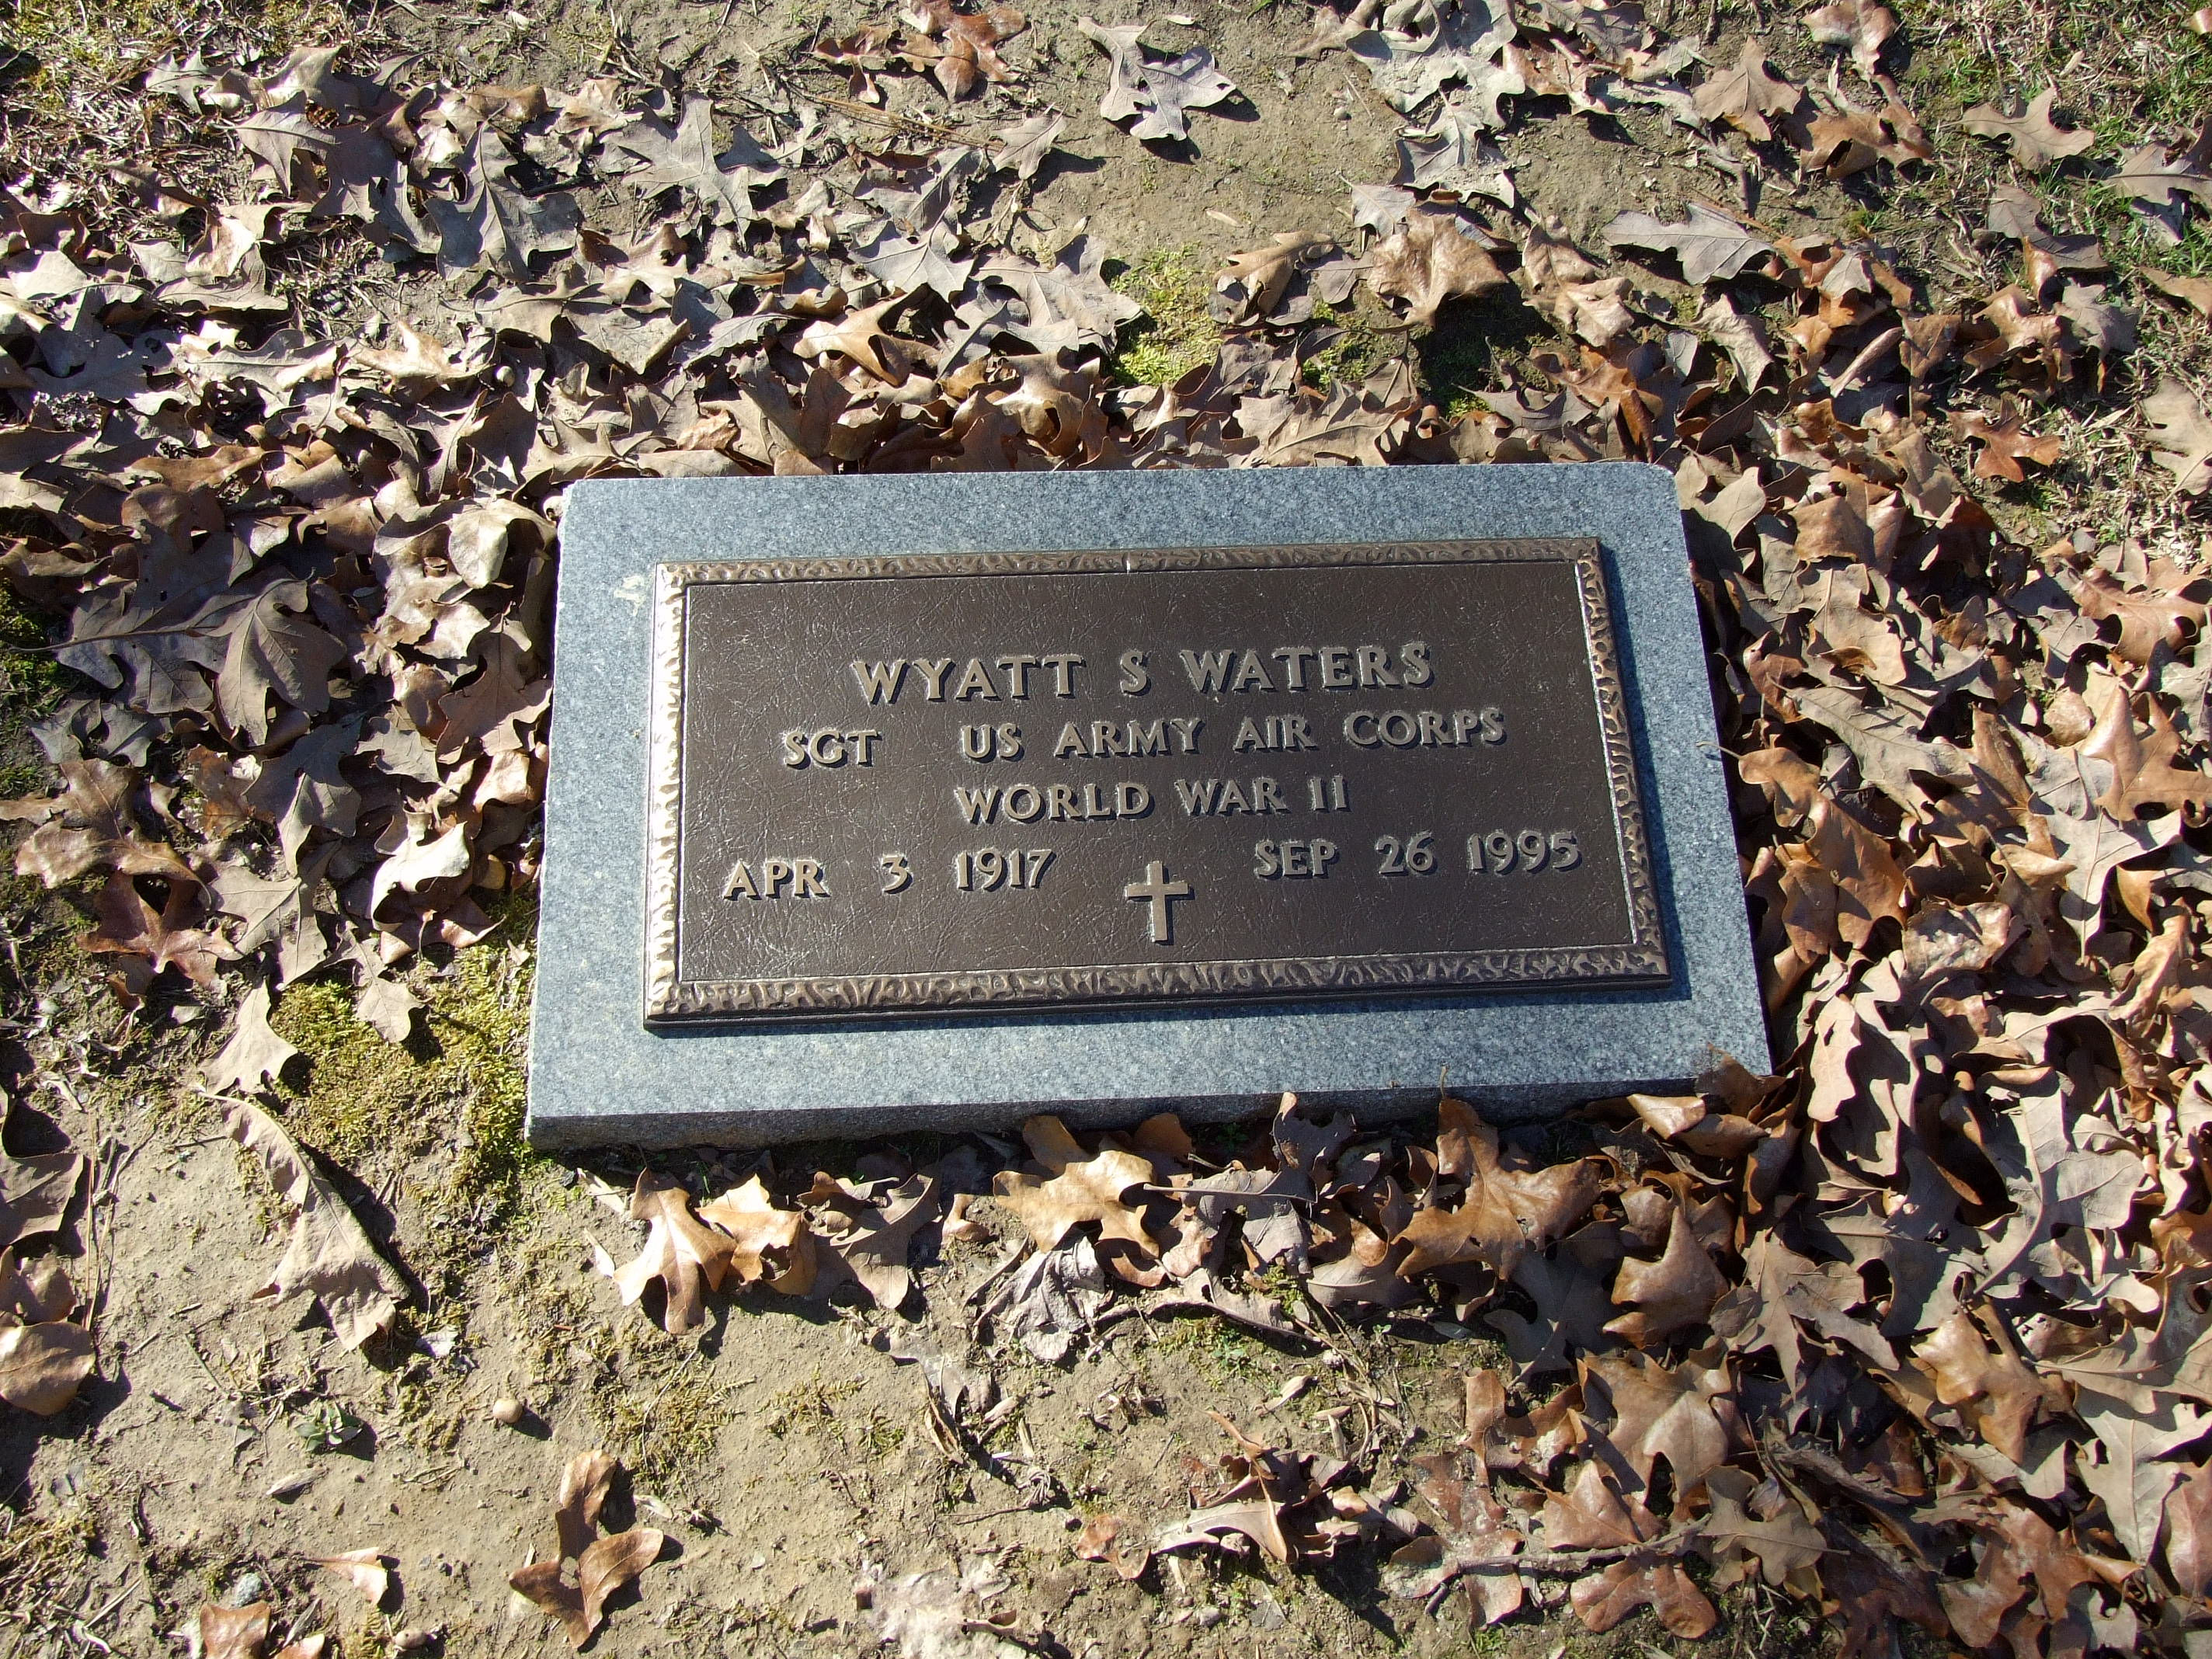 WYATT S WATERS
SGT US ARMY AIR CORPS
WORLD WAR II
APR 3 1917 SEP 26 1995